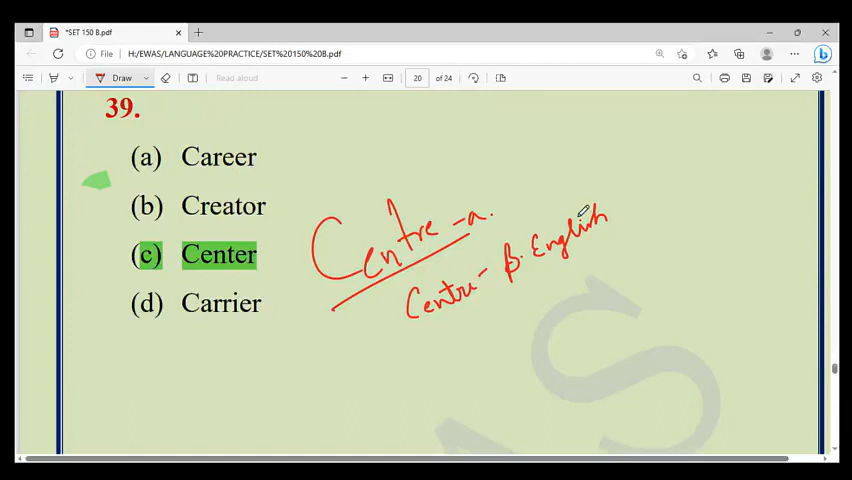 *SET 150 B.pdf
File H:/EWAS/LANGUAGE%20PRACTICE/SET%20150%20B.pdf
Draw Read aloud 20 of 24
39.
(a) Career
(b) Creator
(c) Center
(d) Carrier
Centre - a.
Centre - B. English
AS